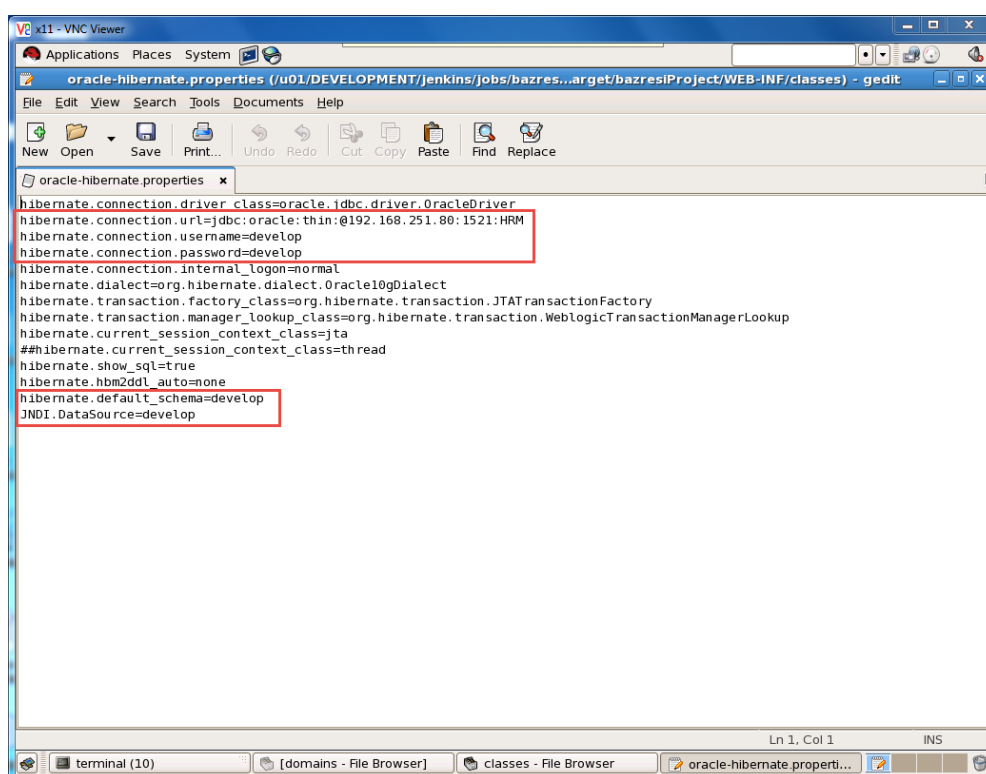 x11 - VNC Viewer
Applications Places System
oracle-hibernate.properties (/u01/DEVELOPMENT/jenkins/jobs/bazres...arget/bazresiProject/WEB-INF/classes) - gedit
File Edit View Search Tools Documents Help
New Open Save Print... Undo Redo Cut Copy Paste Find Replace
oracle-hibernate.properties x
hibernate.connection.driver_class=oracle.jdbc.driver.OracleDriver
hibernate.connection.url=jdbc:oracle:thin:@192.168.251.80:1521:HRM
hibernate.connection.username=develop
hibernate.connection.password=develop
hibernate.connection.internal_logon=normal
hibernate.dialect=org.hibernate.dialect.Oracle10gDialect
hibernate.transaction.factory_class=org.hibernate.transaction.JTATransactionFactory
hibernate.transaction.manager_lookup_class=org.hibernate.transaction.WeblogicTransactionManagerLookup
hibernate.current_session_context_class=jta
##hibernate.current_session_context_class=thread
hibernate.show_sql=true
hibernate.hbm2ddl_auto=none
hibernate.default_schema=develop
JNDI.DataSource=develop
Ln 1, Col 1 INS
terminal (10) [domains - File Browser] classes - File Browser oracle-hibernate.properti...